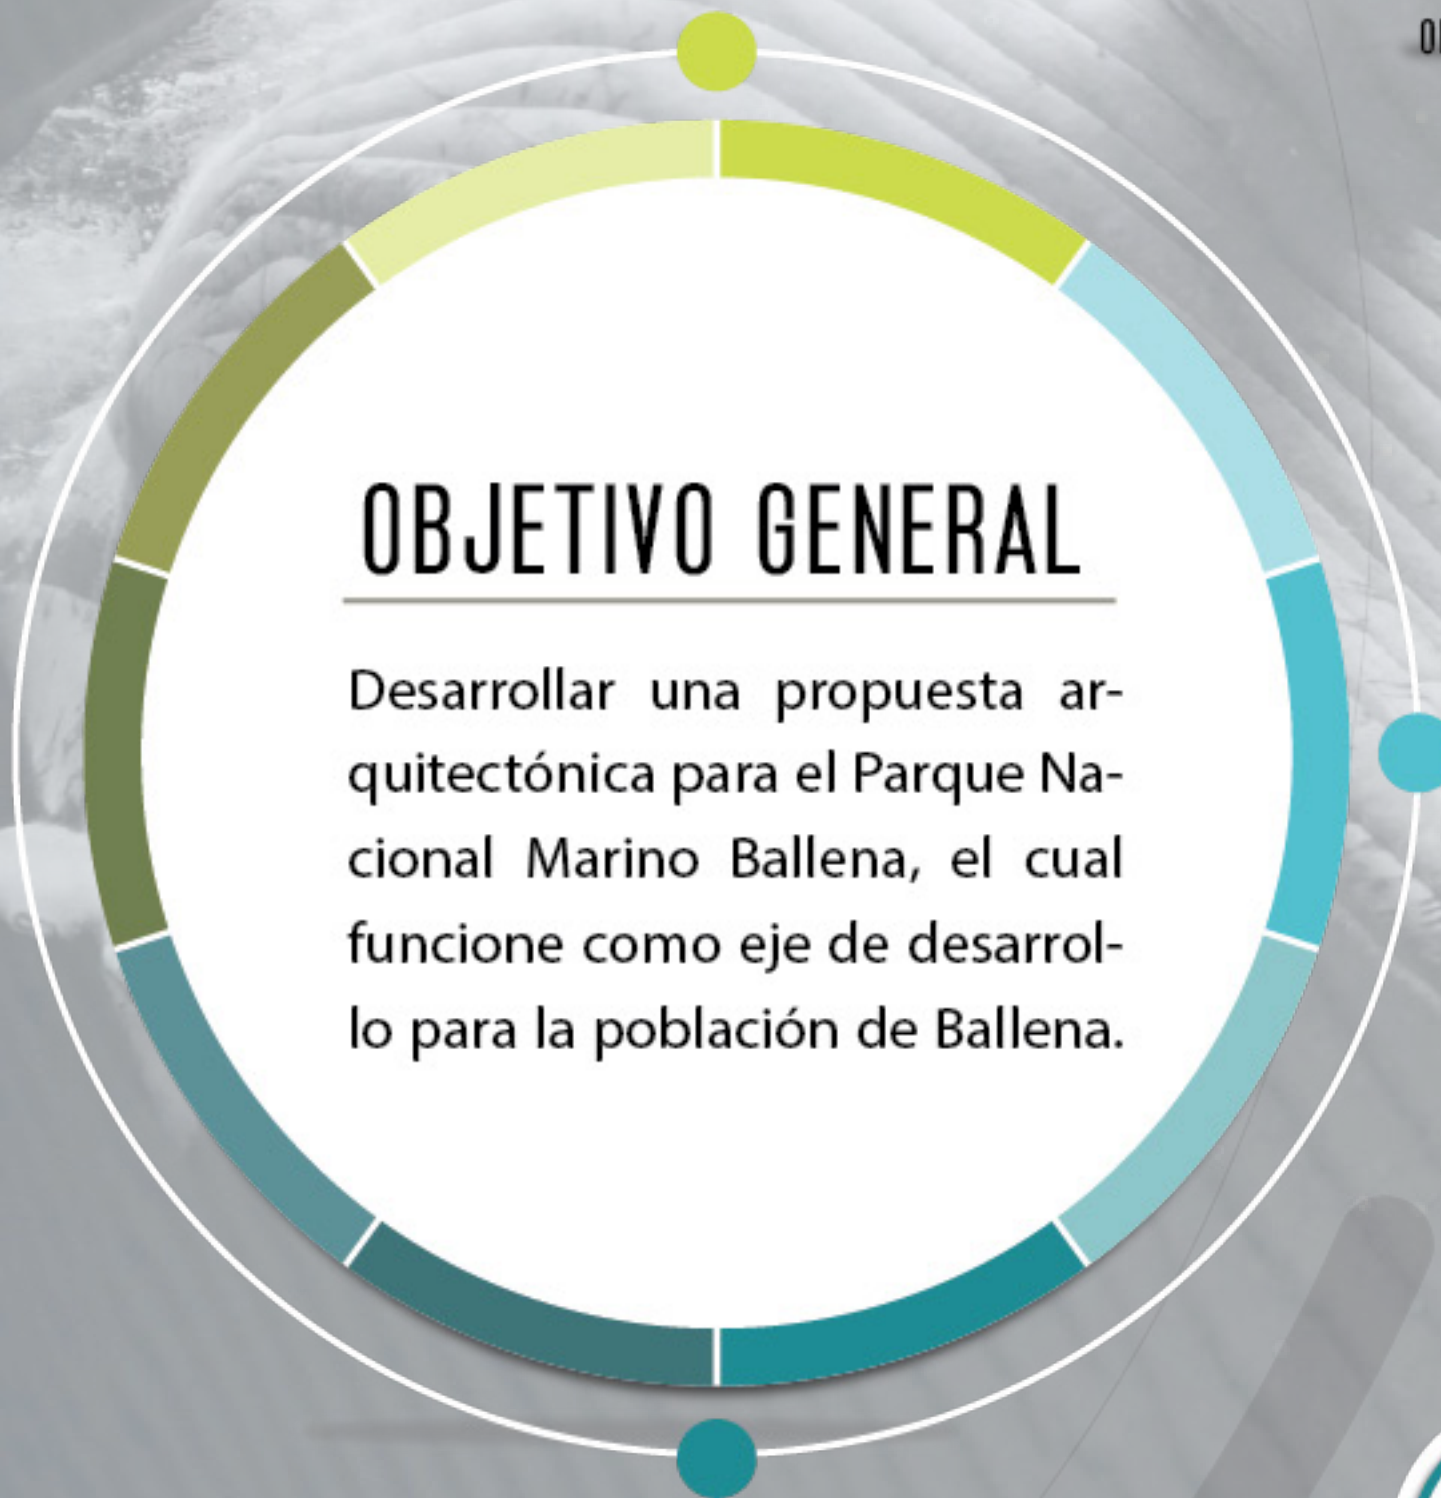 OBJETIVO GENERAL
Desarrollar una propuesta ar-
quitectónica para el Parque Na-
cional Marino Ballena, el cual
funcione como eje de desarrol-
lo para la población de Ballena.